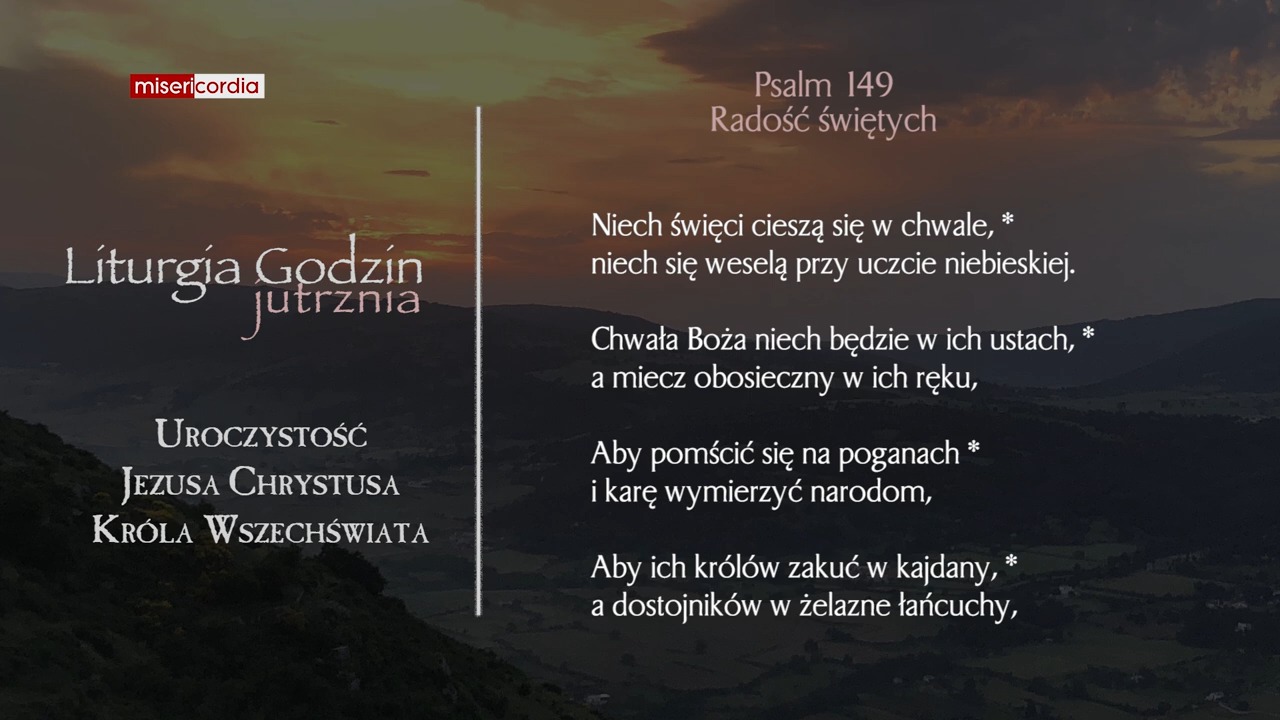 misericordia
Liturgia Godzin
jutrznia
Uroczystość
Jezusa Chrystusa
Króla Wszechświata
Psalm 149
Radość świętych
Niech święci cieszą się w chwale, *
niech się weselą przy uczcie niebieskiej.
Chwała Boża niech będzie w ich ustach, *
a miecz obosieczny w ich ręku,
Aby pomścić się na poganach *
i karę wymierzyć narodom,
Aby ich królów zakuć w kajdany, *
a dostojników w żelazne łańcuchy,